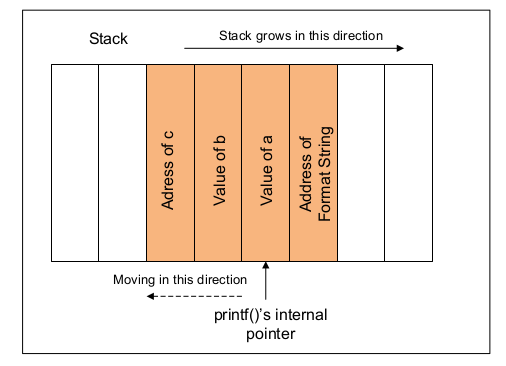 Stack
Stack grows in this direction
Adress of c
Value of b
Value of a
Address of
Format String
Moving in this direction
printf()’s internal
pointer